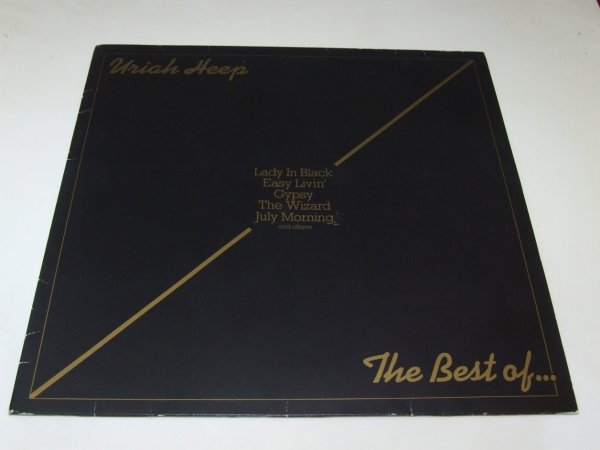 Uriah Heep
Lady In Black
Easy Livin'
Gypsy
The Wizard
July Morning
and others
The Best of...